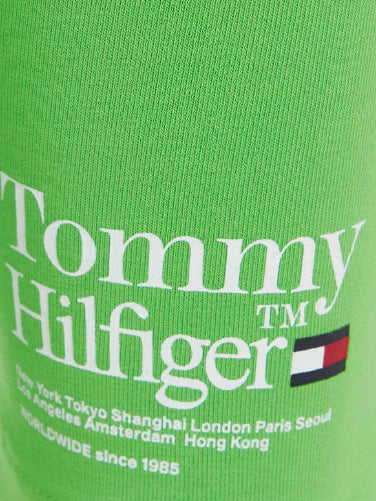 Tommy
Hilfiger™
New York Tokyo Shanghai London Paris Seoul
Los Angeles Amsterdam Hong Kong
WORLDWIDE since 1985